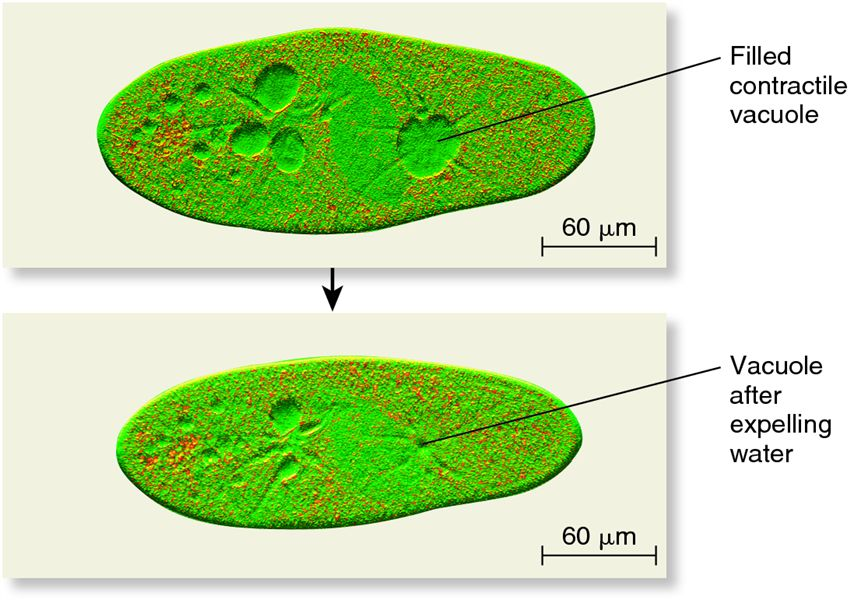 Filled
contractile
vacuole
60 μm
Vacuole
after
expelling
water
60 μm